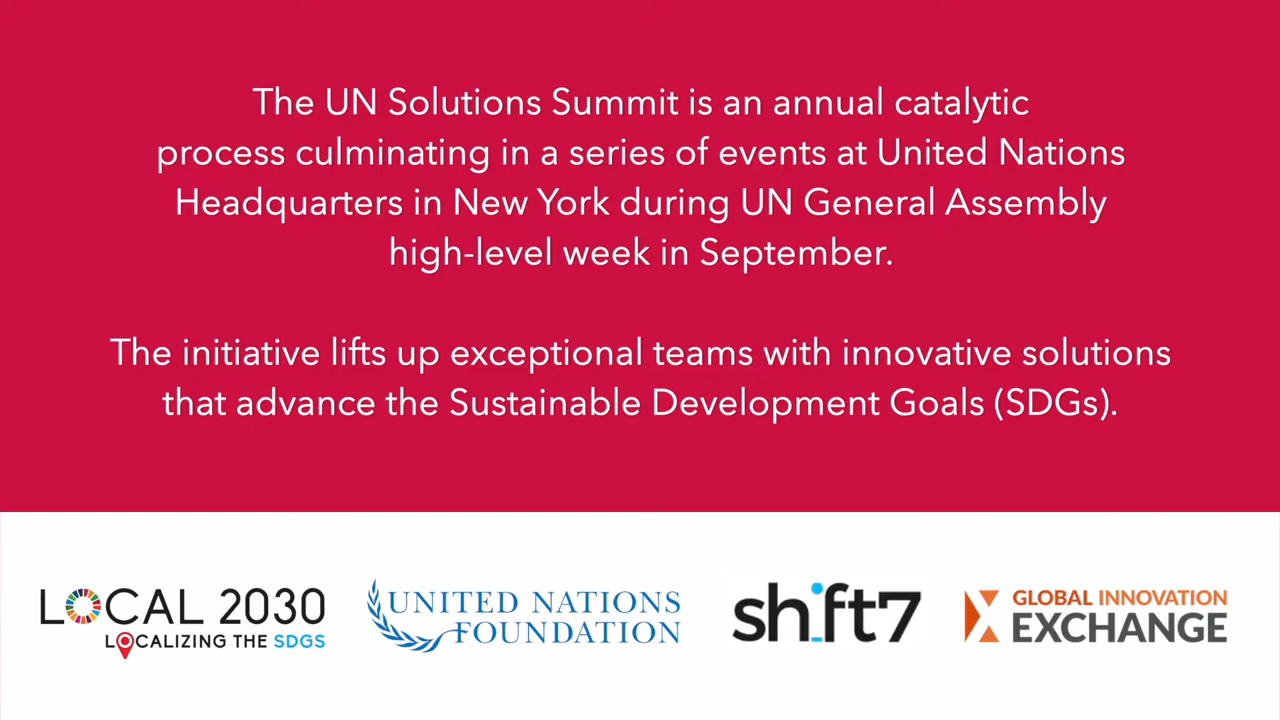 The UN Solutions Summit is an annual catalytic
process culminating in a series of events at United Nations
Headquarters in New York during UN General Assembly
high-level week in September.
The initiative lifts up exceptional teams with innovative solutions
that advance the Sustainable Development Goals (SDGs).
LOCAL 2030
LOCALIZING THE SDGS
UNITED NATIONS
FOUNDATION
shift7
GLOBAL INNOVATION
EXCHANGE